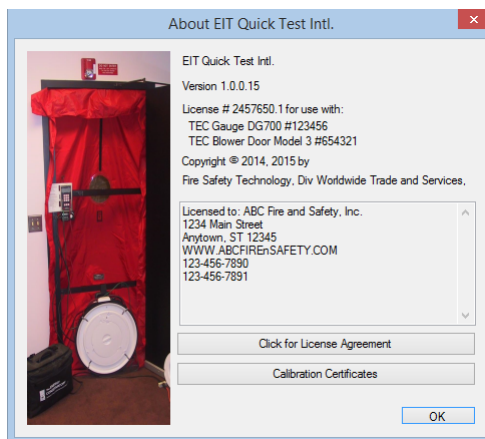 About EIT Quick Test Intl.
EIT Quick Test Intl.
Version 1.0.0.15
License # 2457650.1 for use with:
TEC Gauge DG700 #123456
TEC Blower Door Model 3 #654321
Copyright © 2014, 2015 by
Fire Safety Technology, Div Worldwide Trade and Services,
Licensed to: ABC Fire and Safety, Inc.
1234 Main Street
Anytown, ST 12345
WWW.ABCFIREnSAFETY.COM
123-456-7890
123-456-7891
Click for License Agreement
Calibration Certificates
OK